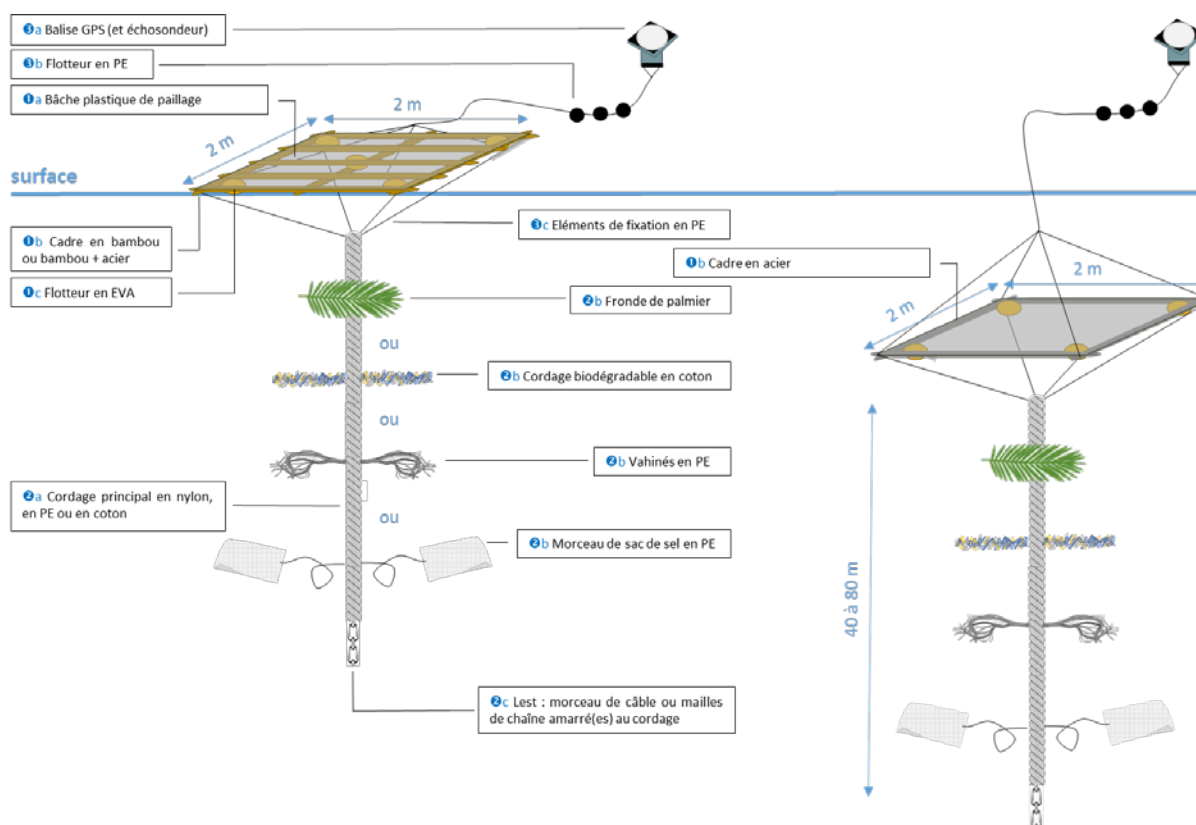 ❸a Balise GPS (et échosondeur)
❸b Flotteur en PE
❶a Bâche plastique de paillage
2 m
2 m
surface
❸c Eléments de fixation en PE
❶b Cadre en bambou
ou bambou + acier
❶b Cadre en acier
2 m
❶c Flotteur en EVA
❷b Fronde de palmier
2 m
ou
❷b Cordage biodégradable en coton
ou
❷b Vahinés en PE
❷a Cordage principal en nylon,
en PE ou en coton
ou
❷b Morceau de sac de sel en PE
40 à 80 m
❷c Lest : morceau de câble ou mailles
de chaîne amarré(es) au cordage